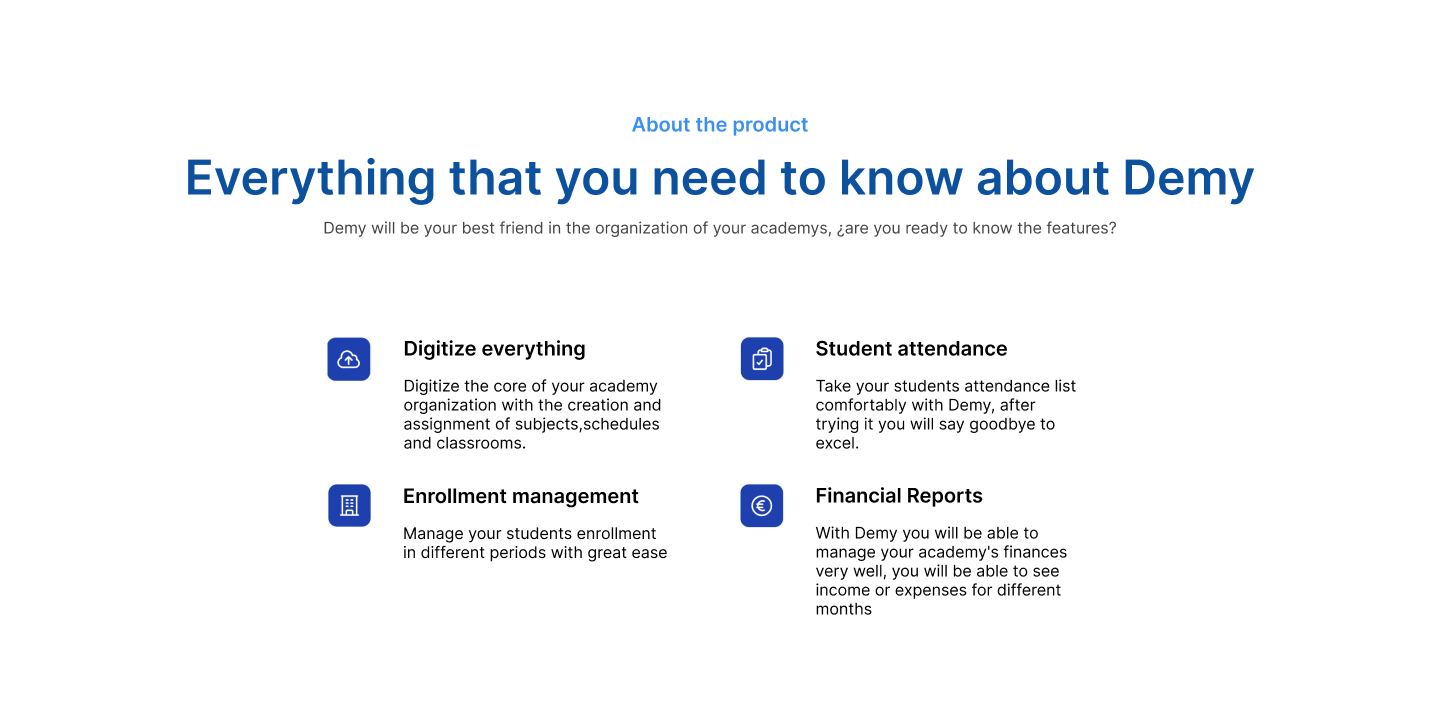 About the product
Everything that you need to know about Demy
Demy will be your best friend in the organization of your academys, ¿are you ready to know the features?
Digitize everything
Digitize the core of your academy
organization with the creation and
assignment of subjects,schedules
and classrooms.
Student attendance
Take your students attendance list
comfortably with Demy, after
trying it you will say goodbye to
excel.
Enrollment management
Manage your students enrollment
in different periods with great ease
Financial Reports
With Demy you will be able to
manage your academy's finances
very well, you will be able to see
income or expenses for different
months